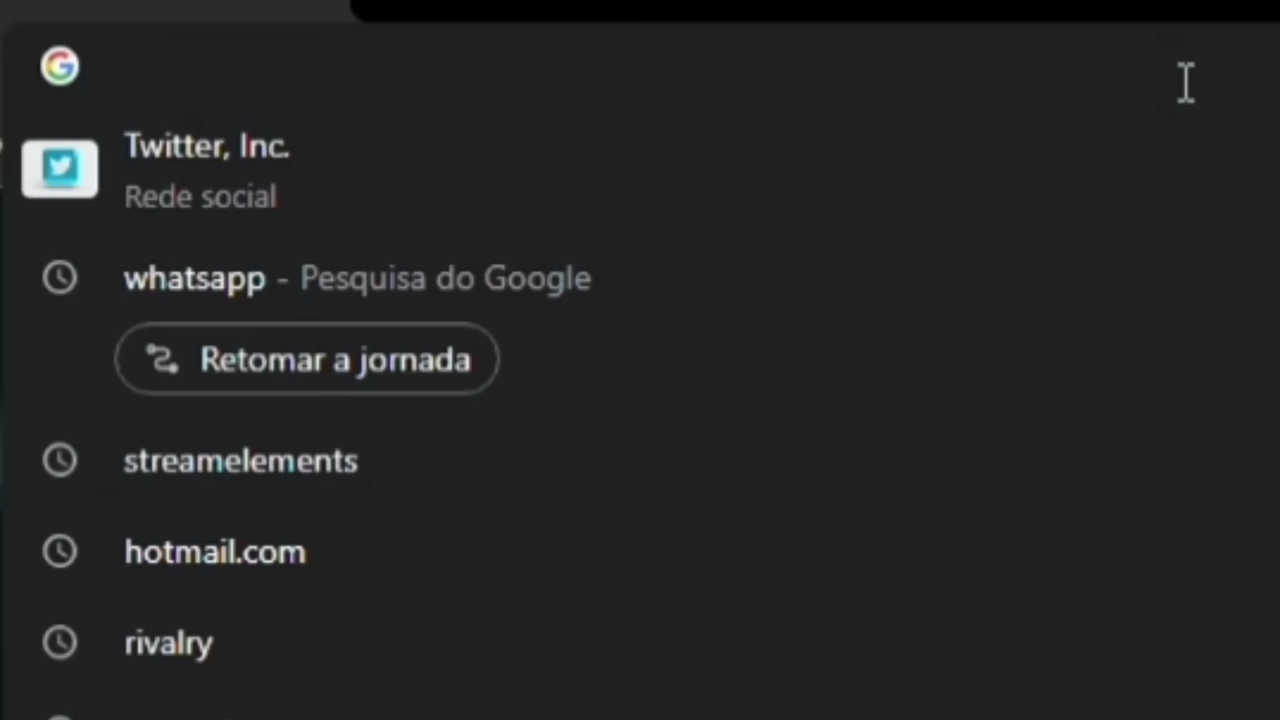 Twitter, Inc.
Rede social
whatsapp - Pesquisa do Google
Retomar a jornada
streamelements
hotmail.com
rivalry